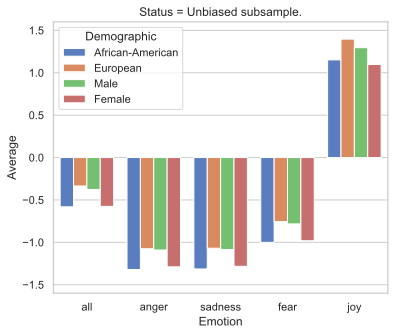 Status = Unbiased subsample.
Demographic
African-American
European
Male
Female
1.5
1.0
0.5
0.0
−0.5
−1.0
−1.5
Average
all anger sadness fear joy
Emotion